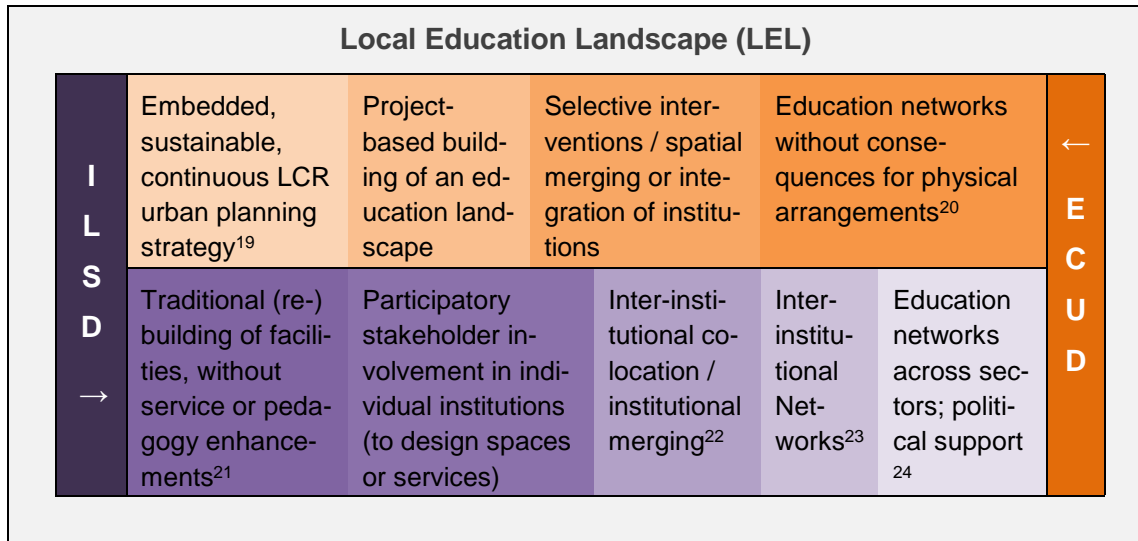 Local Education Landscape (LEL)
I
L
S
D
→
Embedded,
sustainable,
continuous LCR
urban planning
strategy19
Project-
based build-
ing of an ed-
ucation land-
scape
Selective inter-
ventions / spatial
merging or inte-
gration of institu-
tions
Education networks
without conse-
quences for physical
arrangements20
Traditional (re-)
building of facili-
ties, without
service or peda-
gogy enhance-
ments21
Participatory
stakeholder in-
volvement in indi-
vidual institutions
(to design spaces
or services)
Inter-insti-
tutional co-
location /
institutional
merging22
Inter-
institu-
tional
Net-
works23
Education
networks
across sec-
tors; politi-
cal support
24
←
E
C
U
D